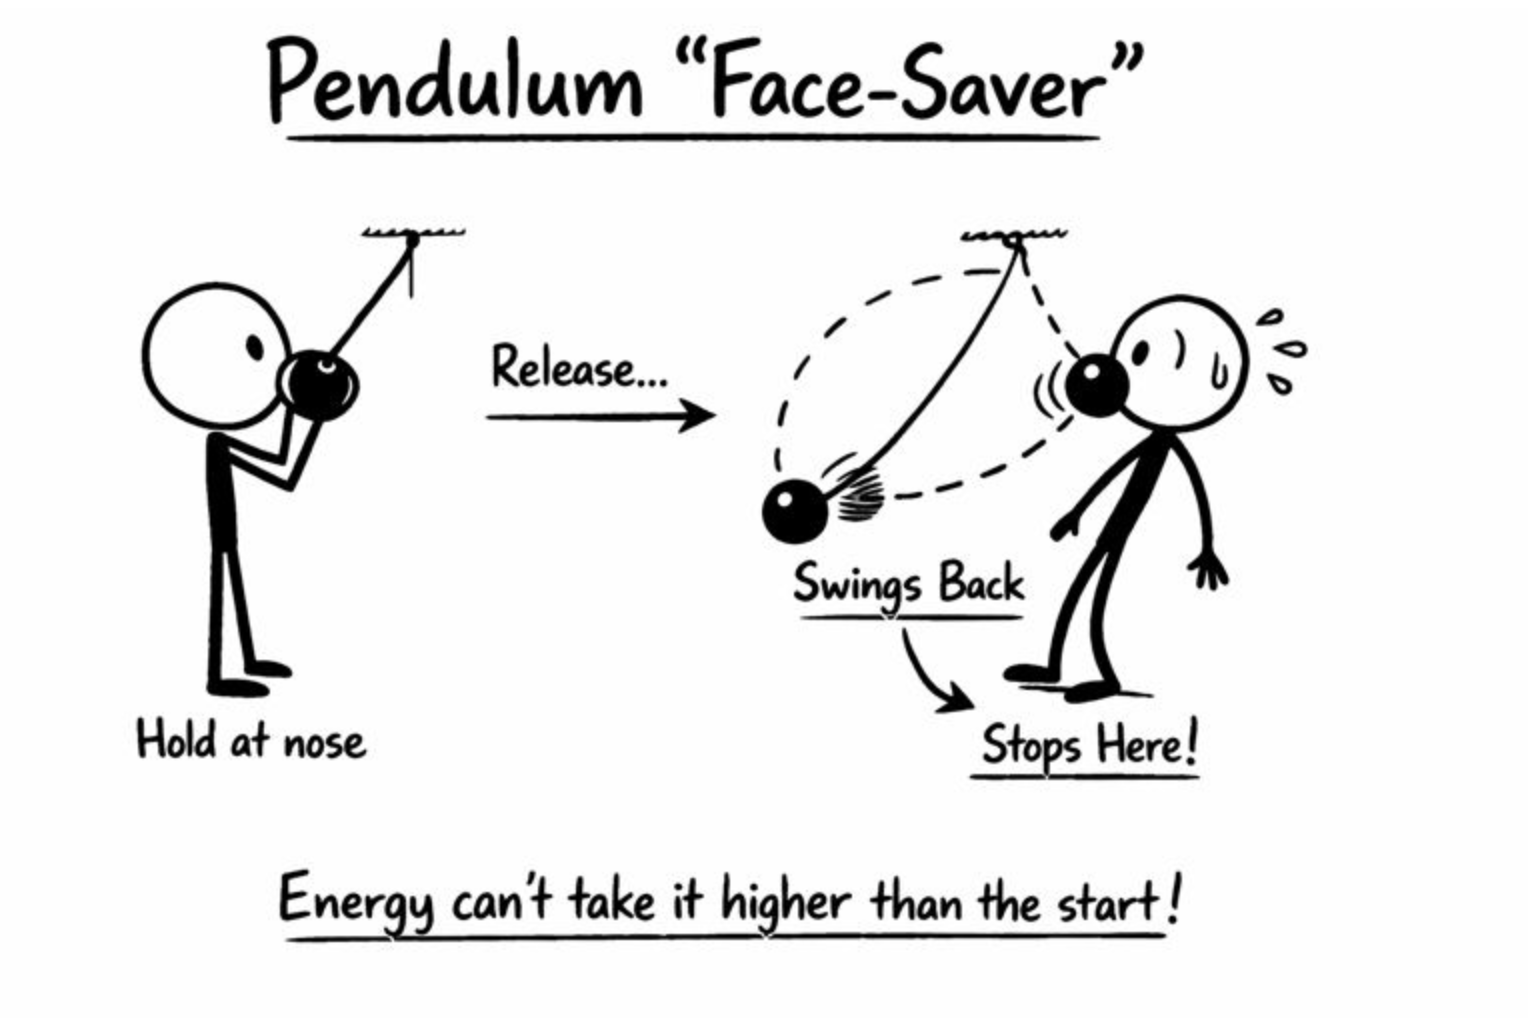 Pendulum “Face-Saver”
Release...
Swings Back
Hold at nose
Stops Here!
Energy can't take it higher than the start!